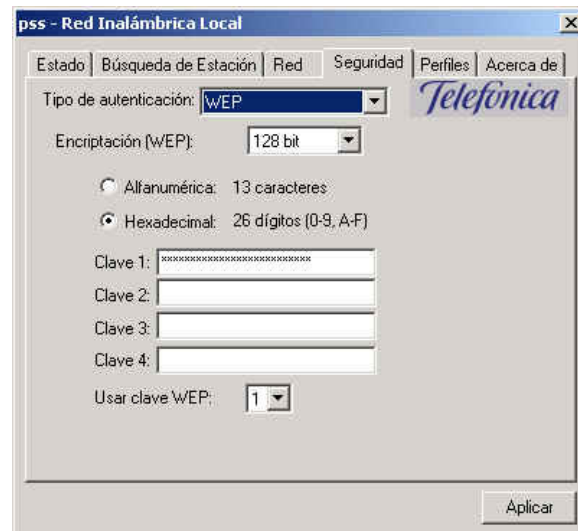 pss - Red Inalámbrica Local
Estado Búsqueda de Estación Red Seguridad Perfiles Acerca de
Tipo de autenticación: WEP
Telefónica
Encriptación (WEP): 128 bit
Alfanumérica: 13 caracteres
Hexadecimal: 26 dígitos (0-9, A-F)
Clave 1: **************************
Clave 2:
Clave 3:
Clave 4:
Usar clave WEP: 1
Aplicar